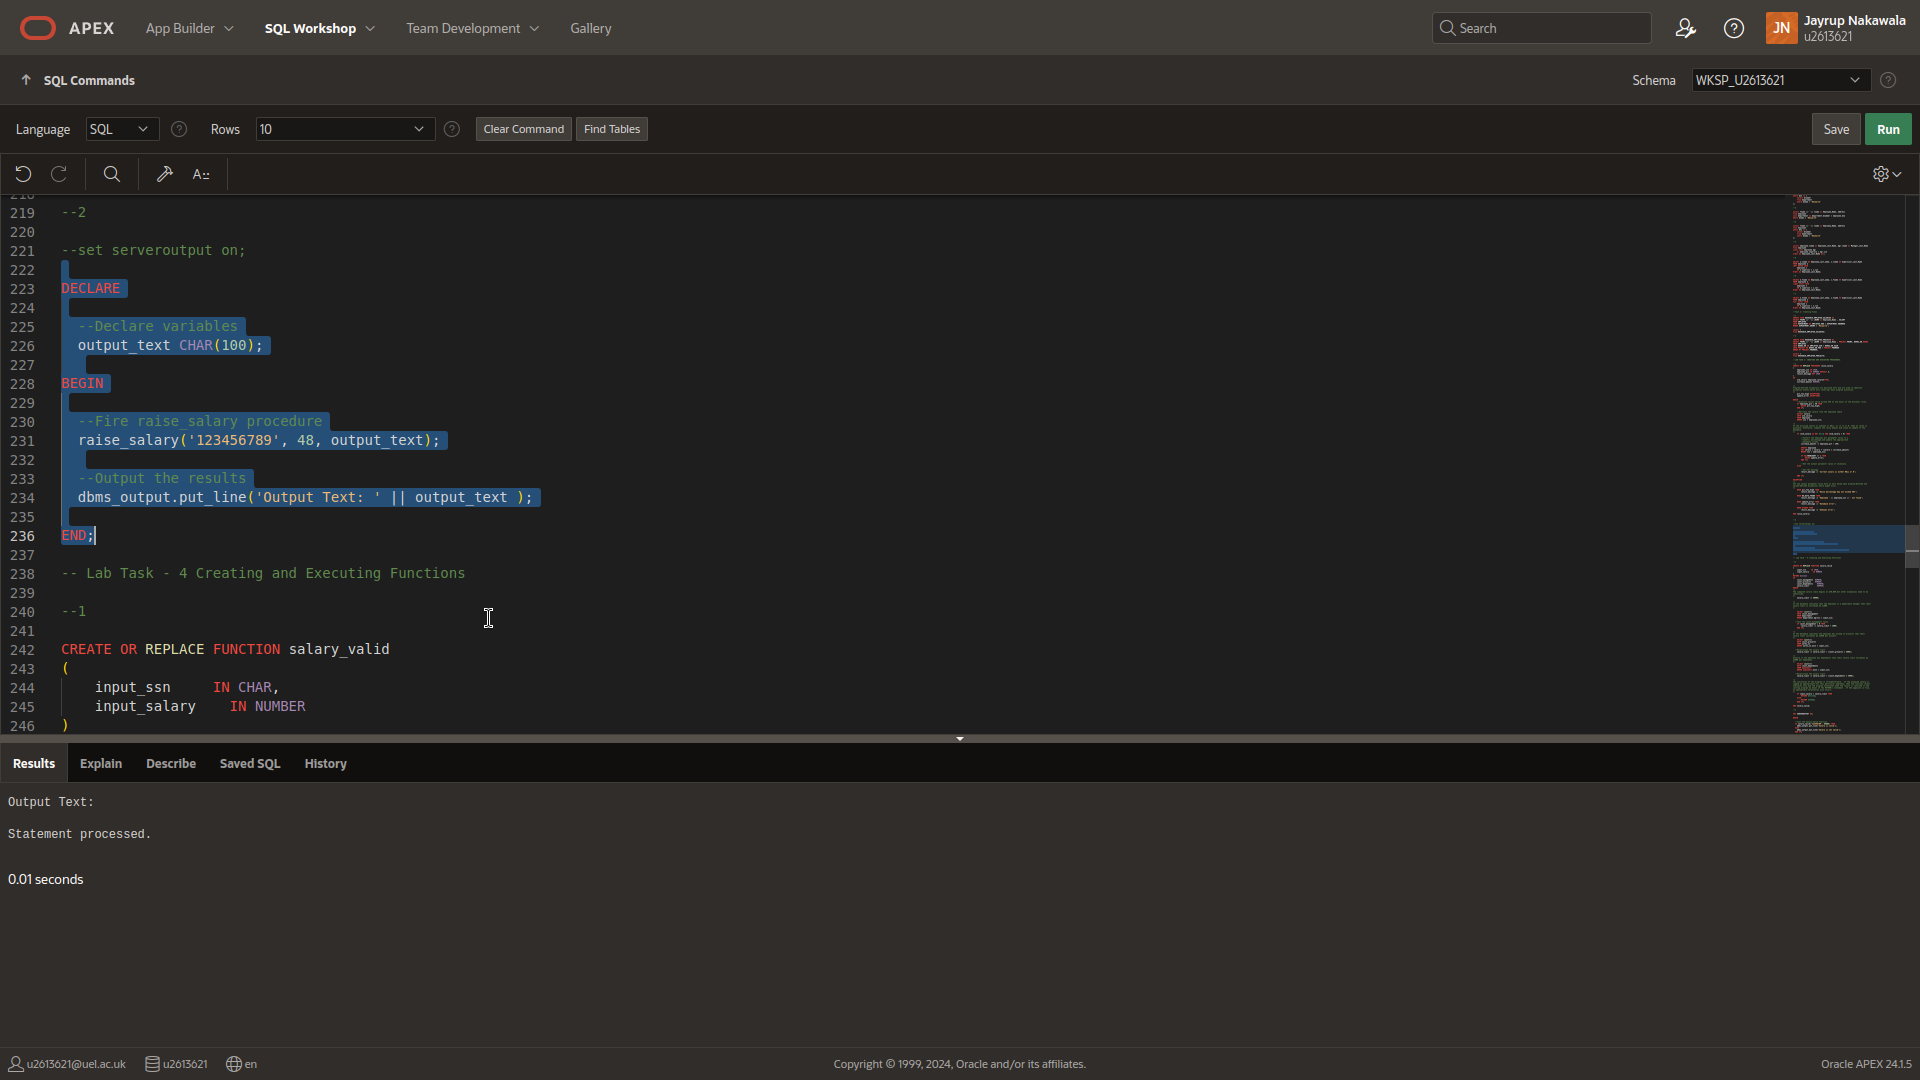 APEX App Builder SQL Workshop Team Development Gallery Search Jayrup Nakawala
u2613621
SQL Commands Schema WKSP_U2613621
Language SQL Rows 10 Clear Command Find Tables Save Run
A::
218
219 --2
220
221 --set serveroutput on;
222
223 DECLARE
224
225 --Declare variables
226 output_text CHAR(100);
227
228 BEGIN
229
230 --Fire raise_salary procedure
231 raise_salary('123456789', 48, output_text);
232
233 --Output the results
234 dbms_output.put_line('Output Text: ' || output_text );
235
236 END;
237
238 -- Lab Task - 4 Creating and Executing Functions
239
240 --1
241
242 CREATE OR REPLACE FUNCTION salary_valid
243 (
244 input_ssn IN CHAR,
245 input_salary IN NUMBER
246 )
Results Explain Describe Saved SQL History
Output Text:
Statement processed.
0.01 seconds
u2613621@uel.ac.uk u2613621 en Copyright © 1999, 2024, Oracle and/or its affiliates. Oracle APEX 24.1.5